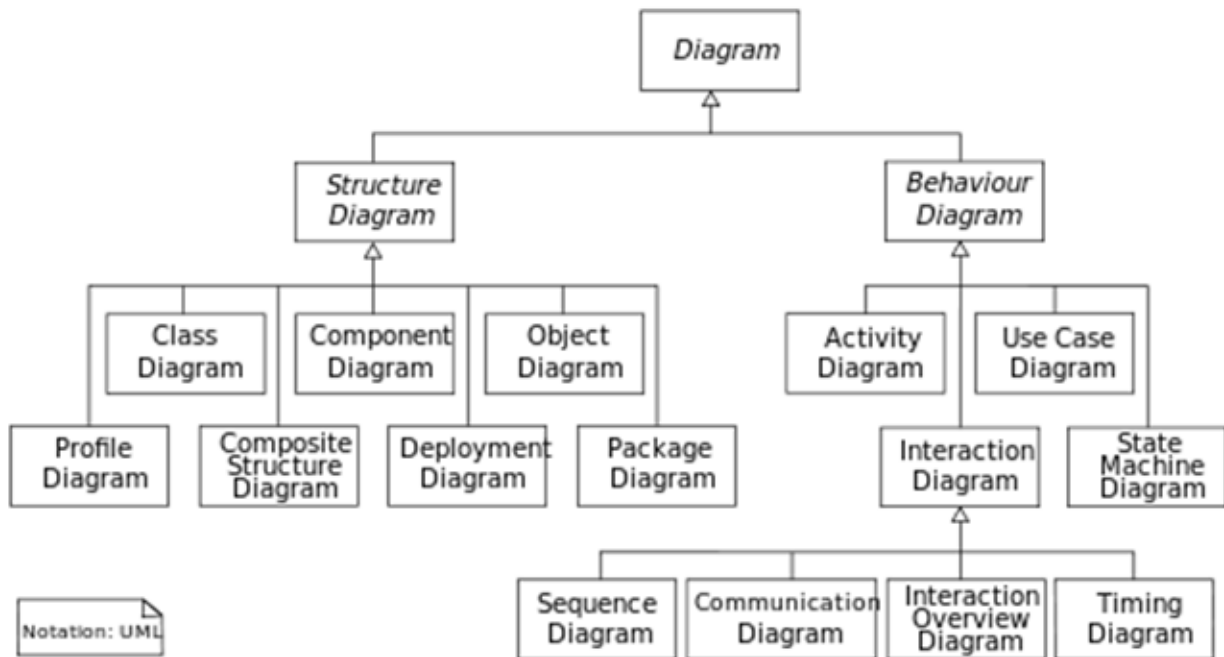 Diagram
Structure
Diagram
Behaviour
Diagram
Class
Diagram
Component
Diagram
Object
Diagram
Activity
Diagram
Use Case
Diagram
Profile
Diagram
Composite
Structure
Diagram
Deployment
Diagram
Package
Diagram
Interaction
Diagram
State
Machine
Diagram
Sequence
Diagram
Communication
Diagram
Interaction
Overview
Diagram
Timing
Diagram
Notation: UML